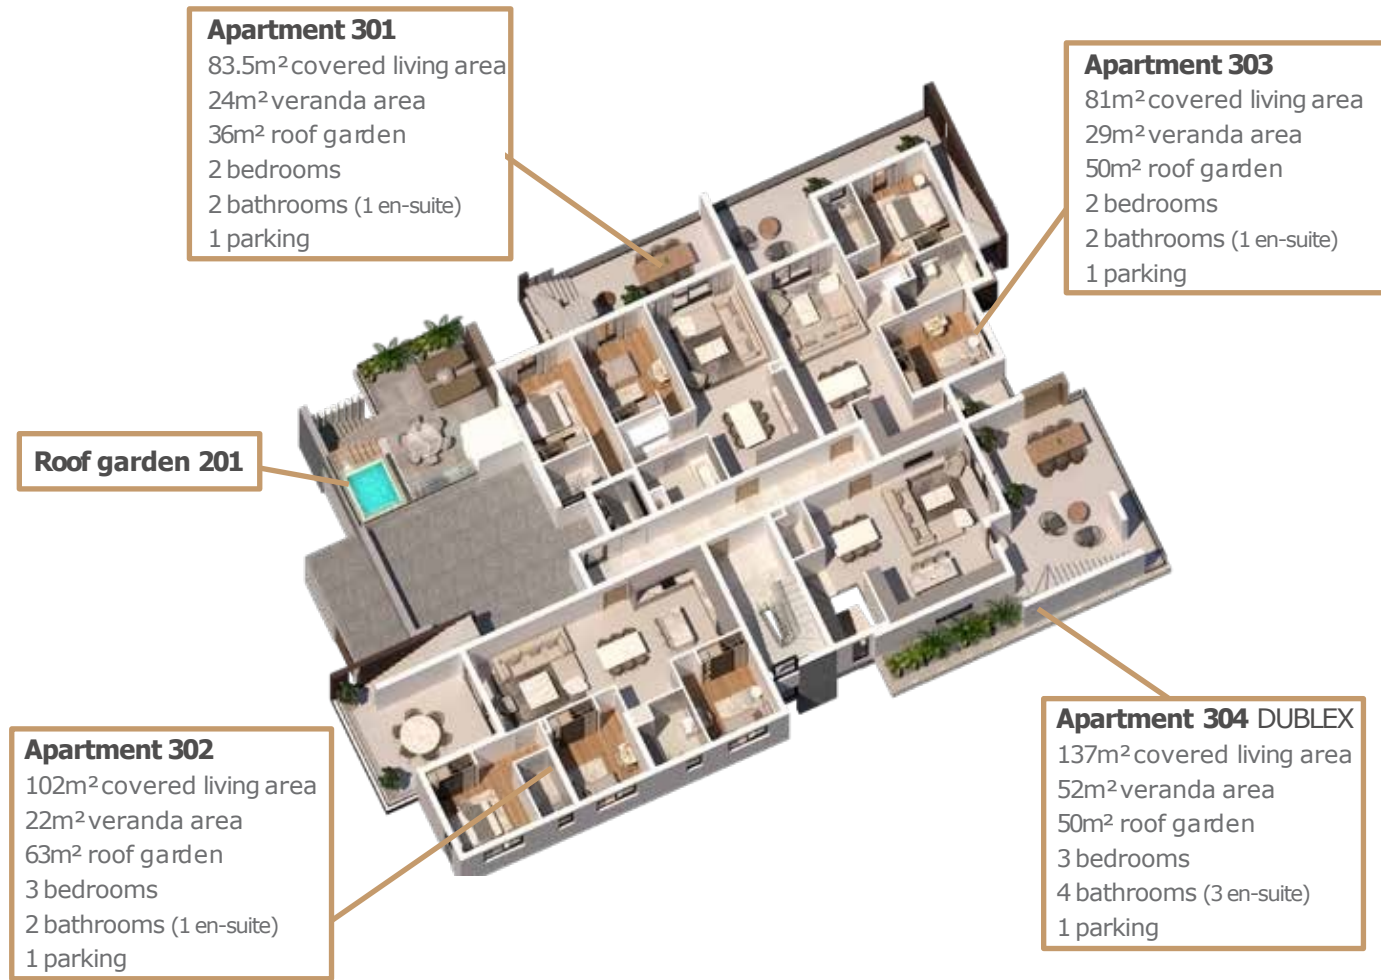 Apartment 301
83.5m² covered living area
24m² veranda area
36m² roof garden
2 bedrooms
2 bathrooms (1 en-suite)
1 parking
Apartment 303
81m² covered living area
29m² veranda area
50m² roof garden
2 bedrooms
2 bathrooms (1 en-suite)
1 parking
Roof garden 201
Apartment 302
102m² covered living area
22m² veranda area
63m² roof garden
3 bedrooms
2 bathrooms (1 en-suite)
1 parking
Apartment 304 DUBLEX
137m² covered living area
52m² veranda area
50m² roof garden
3 bedrooms
4 bathrooms (3 en-suite)
1 parking